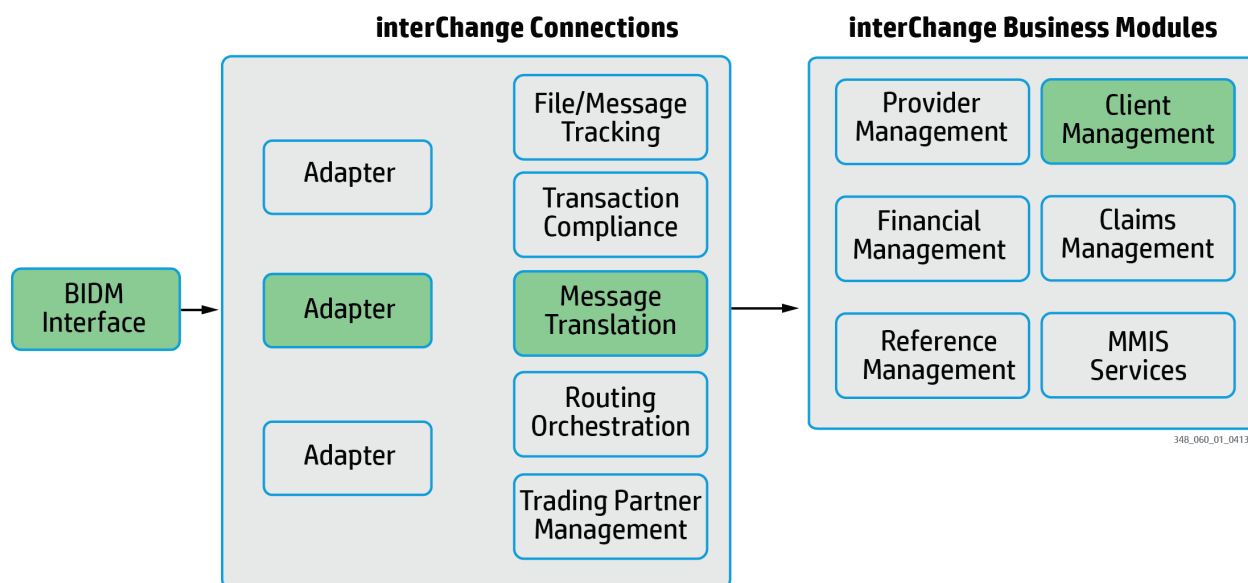 interChange Connections
interChange Business Modules
BIDM
Interface
Adapter
Adapter
Adapter
File/Message
Tracking
Transaction
Compliance
Message
Translation
Routing
Orchestration
Trading Partner
Management
Provider
Management
Client
Management
Financial
Management
Claims
Management
Reference
Management
MMIS
Services
348_060_01_0413